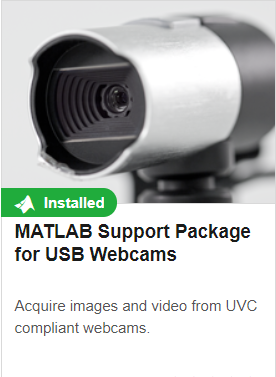 Installed
MATLAB Support Package
for USB Webcams
Acquire images and video from UVC
compliant webcams.